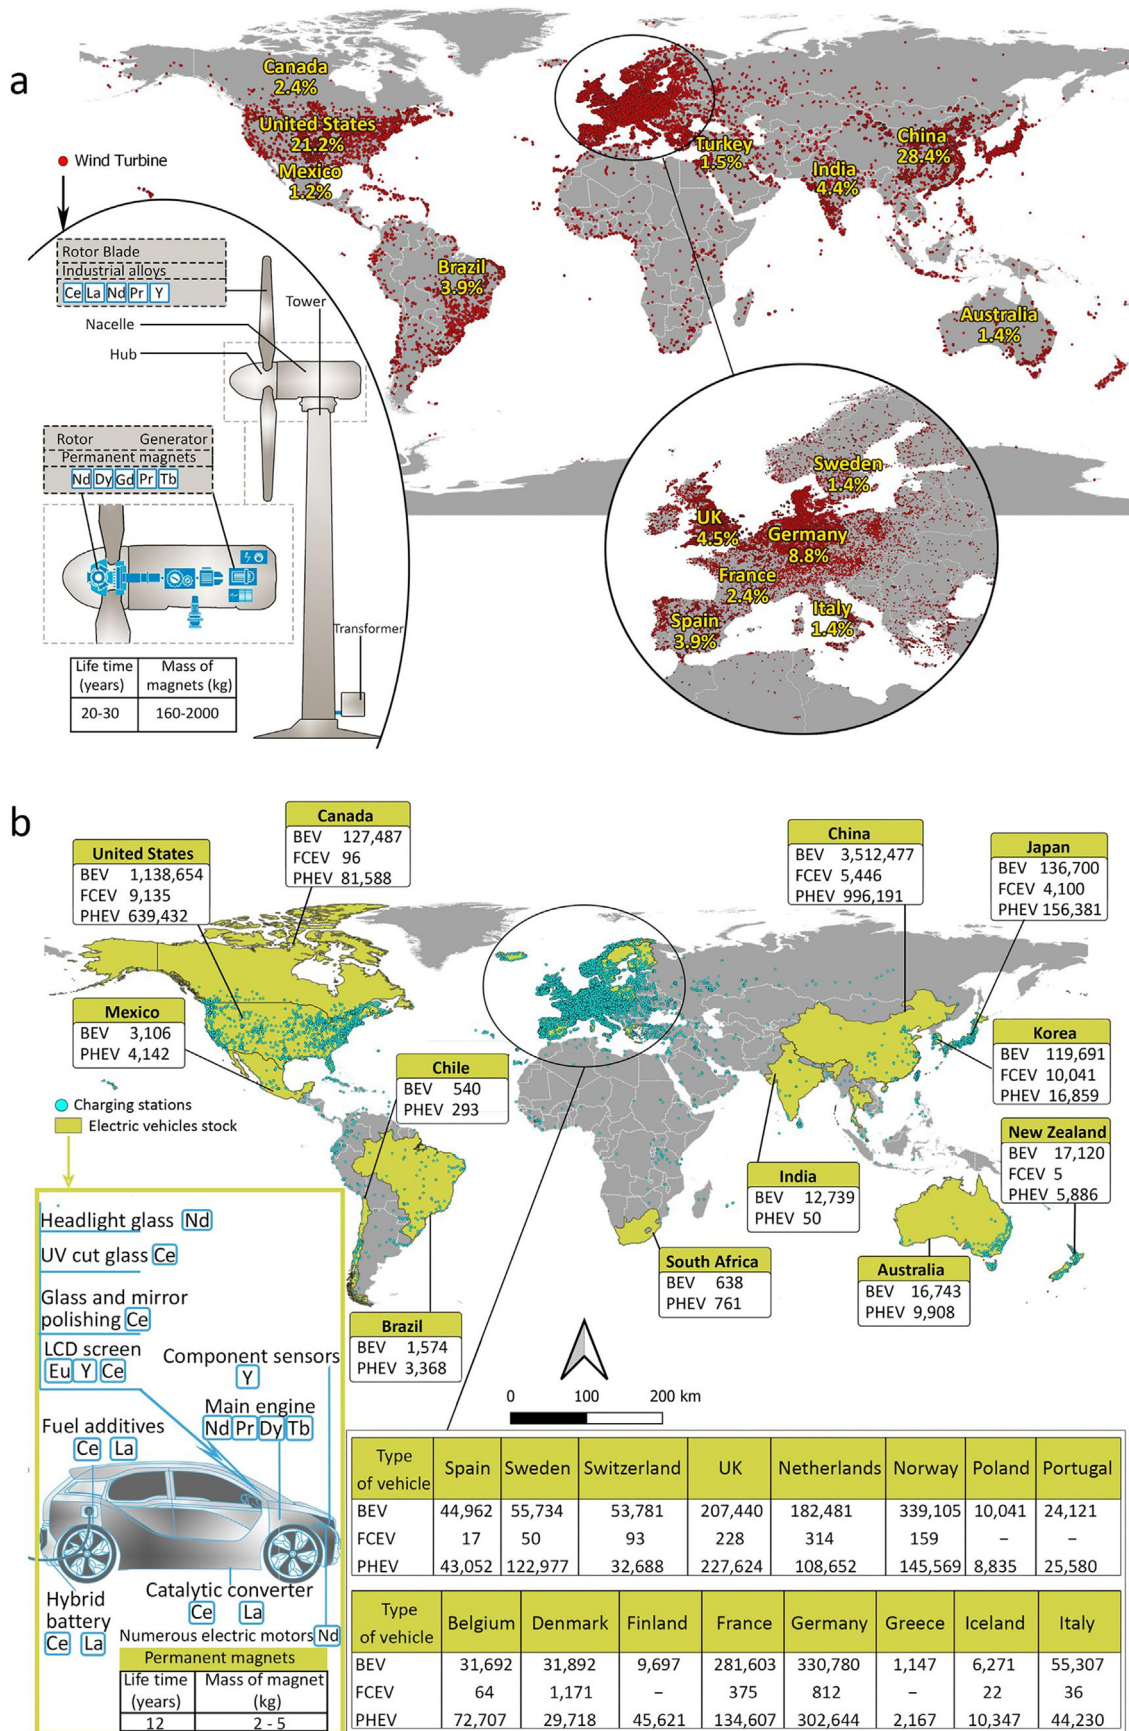 a
Canada
2.4%
United States
21.2%
Mexico
1.2%
Brazil
3.9%
Turkey
1.5%
India
4.4%
China
28.4%
Australia
1.4%
Wind Turbine
Rotor Blade
Industrial alloys
Ce La Nd Pr Y
Nacelle
Hub
Tower
Rotor Generator
Permanent magnets
Nd Dy Gd Pr Tb
Transformer
Life time (years) Mass of magnets (kg)
20-30 160-2000
Sweden
1.4%
UK
4.5%
Germany
8.8%
France
2.4%
Spain
3.9%
Italy
1.4%
b
Canada
BEV 127,487
FCEV 96
PHEV 81,588
United States
BEV 1,138,654
FCEV 9,135
PHEV 639,432
China
BEV 3,512,477
FCEV 5,446
PHEV 996,191
Japan
BEV 136,700
FCEV 4,100
PHEV 156,381
Mexico
BEV 3,106
PHEV 4,142
Chile
BEV 540
PHEV 293
Korea
BEV 119,691
FCEV 10,041
PHEV 16,859
New Zealand
BEV 17,120
FCEV 5
PHEV 5,886
India
BEV 12,739
PHEV 50
South Africa
BEV 638
PHEV 761
Australia
BEV 16,743
PHEV 9,908
Brazil
BEV 1,574
PHEV 3,368
Charging stations
Electric vehicles stock
Headlight glass Nd
UV cut glass Ce
Glass and mirror
polishing Ce
LCD screen
Eu Y Ce
Component sensors
Y
Main engine
Nd Pr Dy Tb
Fuel additives
Ce La
Hybrid
battery
Ce La
Catalytic converter
Ce La
Numerous electric motors Nd
Permanent magnets
Life time (years) Mass of magnet (kg)
12 2 - 5
0 100 200 km
Type of vehicle Spain Sweden Switzerland UK Netherlands Norway Poland Portugal
BEV 44,962 55,734 53,781 207,440 182,481 339,105 10,041 24,121
FCEV 17 50 93 228 314 159 – –
PHEV 43,052 122,977 32,688 227,624 108,652 145,569 8,835 25,580
Type of vehicle Belgium Denmark Finland France Germany Greece Iceland Italy
BEV 31,692 31,892 9,697 281,603 330,780 1,147 6,271 55,307
FCEV 64 1,171 – 375 812 – 22 36
PHEV 72,707 29,718 45,621 134,607 302,644 2,167 10,347 44,230